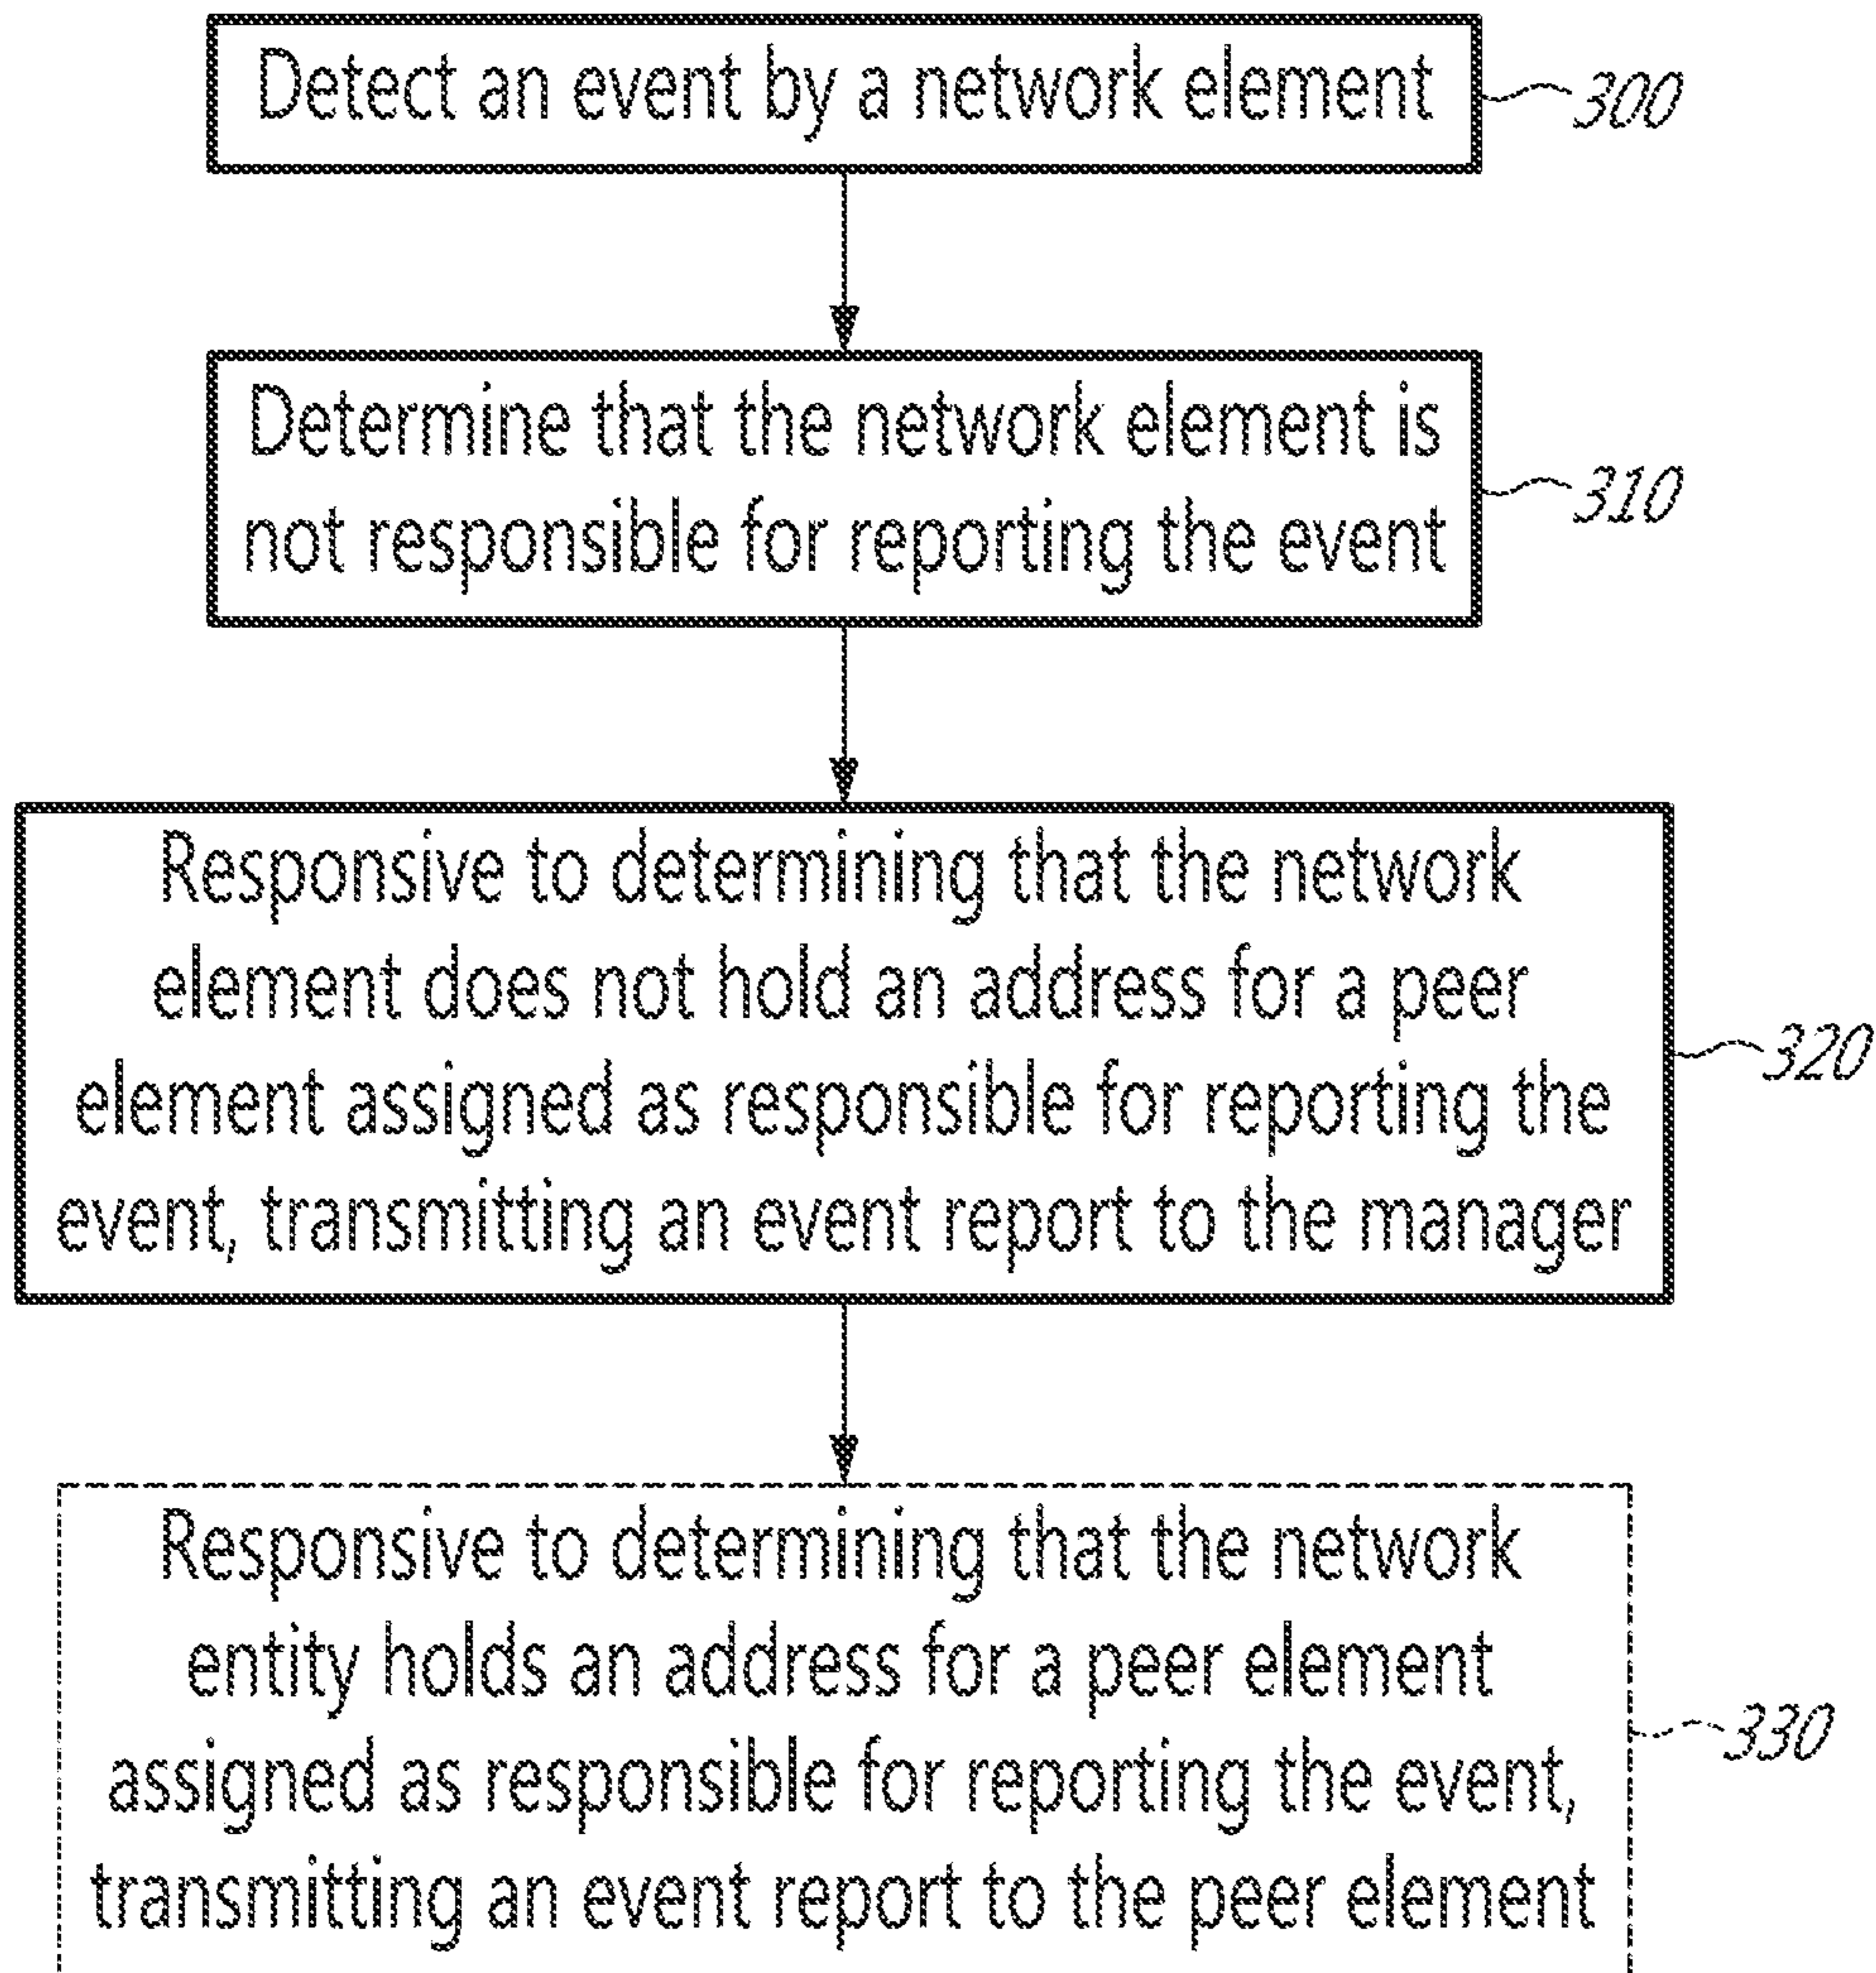 Detect an event by a network element
300
Determine that the network element is
not responsible for reporting the event
310
Responsive to determining that the network
element does not hold an address for a peer
element assigned as responsible for reporting the
event, transmitting an event report to the manager
320
Responsive to determining that the network
entity holds an address for a peer element
assigned as responsible for reporting the event,
transmitting an event report to the peer element
330